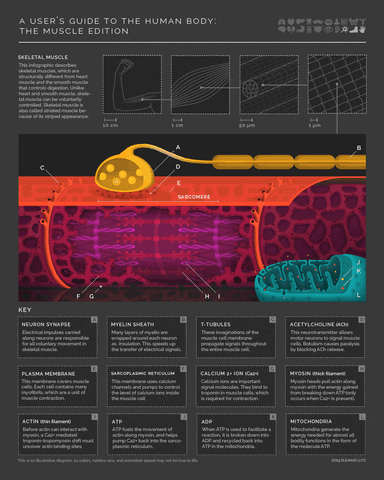 A USER'S GUIDE TO THE HUMAN BODY:
THE MUSCLE EDITION
SKELETAL MUSCLE
This infographic describes
skeletal muscles, which are
structurally different from heart
muscle and the smooth muscle
that controls digestion. Unlike
heart and smooth muscle, skele-
tal muscle can be voluntarily
controlled. Skeletal muscle is
also called striated muscle be-
cause of its striped appearance.
10 cm
1 cm
50 µm
1 µm
A
B
C
D
E
SARCOMERE
F
G
H
I
J
K
L
KEY
NEURON SYNAPSE
A
Electrical impulses carried
along neurons are responsible
for all voluntary movement in
skeletal muscle.
MYELIN SHEATH
B
Many layers of myelin are
wrapped around each neuron
as insulation. This speeds up
the transfer of electrical signals.
T-TUBULES
C
These invaginations of the
muscle cell membrane
propagate signals throughout
the entire muscle cell.
ACETYLCHOLINE (ACh)
D
This neurotransmitter allows
motor neurons to signal muscle
cells. Botulism causes paralysis
by blocking ACh release.
PLASMA MEMBRANE
E
This membrane covers muscle
cells. Each cell contains many
myofibrils, which are a unit of
muscle contraction.
SARCOPLASMIC RETICULUM
F
This membrane uses calcium
channels and pumps to control
the level of calcium ions inside
the muscle cell.
CALCIUM 2+ ION (Ca2+)
G
Calcium ions are important
signal molecules. They bind to
troponin in muscle cells, which
is required for contraction.
MYOSIN (thick filament)
H
Myosin heads pull actin along
myosin with the energy gained
from breaking down ATP (only
occurs when Ca2+ is present).
ACTIN (thin filament)
I
Before actin can interact with
myosin, a Ca2+ mediated
troponin-tropomyosin shift must
uncover actin binding sites.
ATP
J
ATP fuels the movement of
actin along myosin, and helps
pump Ca2+ back into the sarco-
plasmic reticulum.
ADP
K
When ATP is used to facilitate a
reaction, it is broken down into
ADP and recycled back into
ATP in the mitochondria.
MITOCHONDRIA
L
Mitochondria generate the
energy needed for almost all
bodily functions in the form of
the molecule ATP.
This is an illustrative diagram, so colors, relative size, and animation speed may not be true to life.
ELEANOR LUTZ